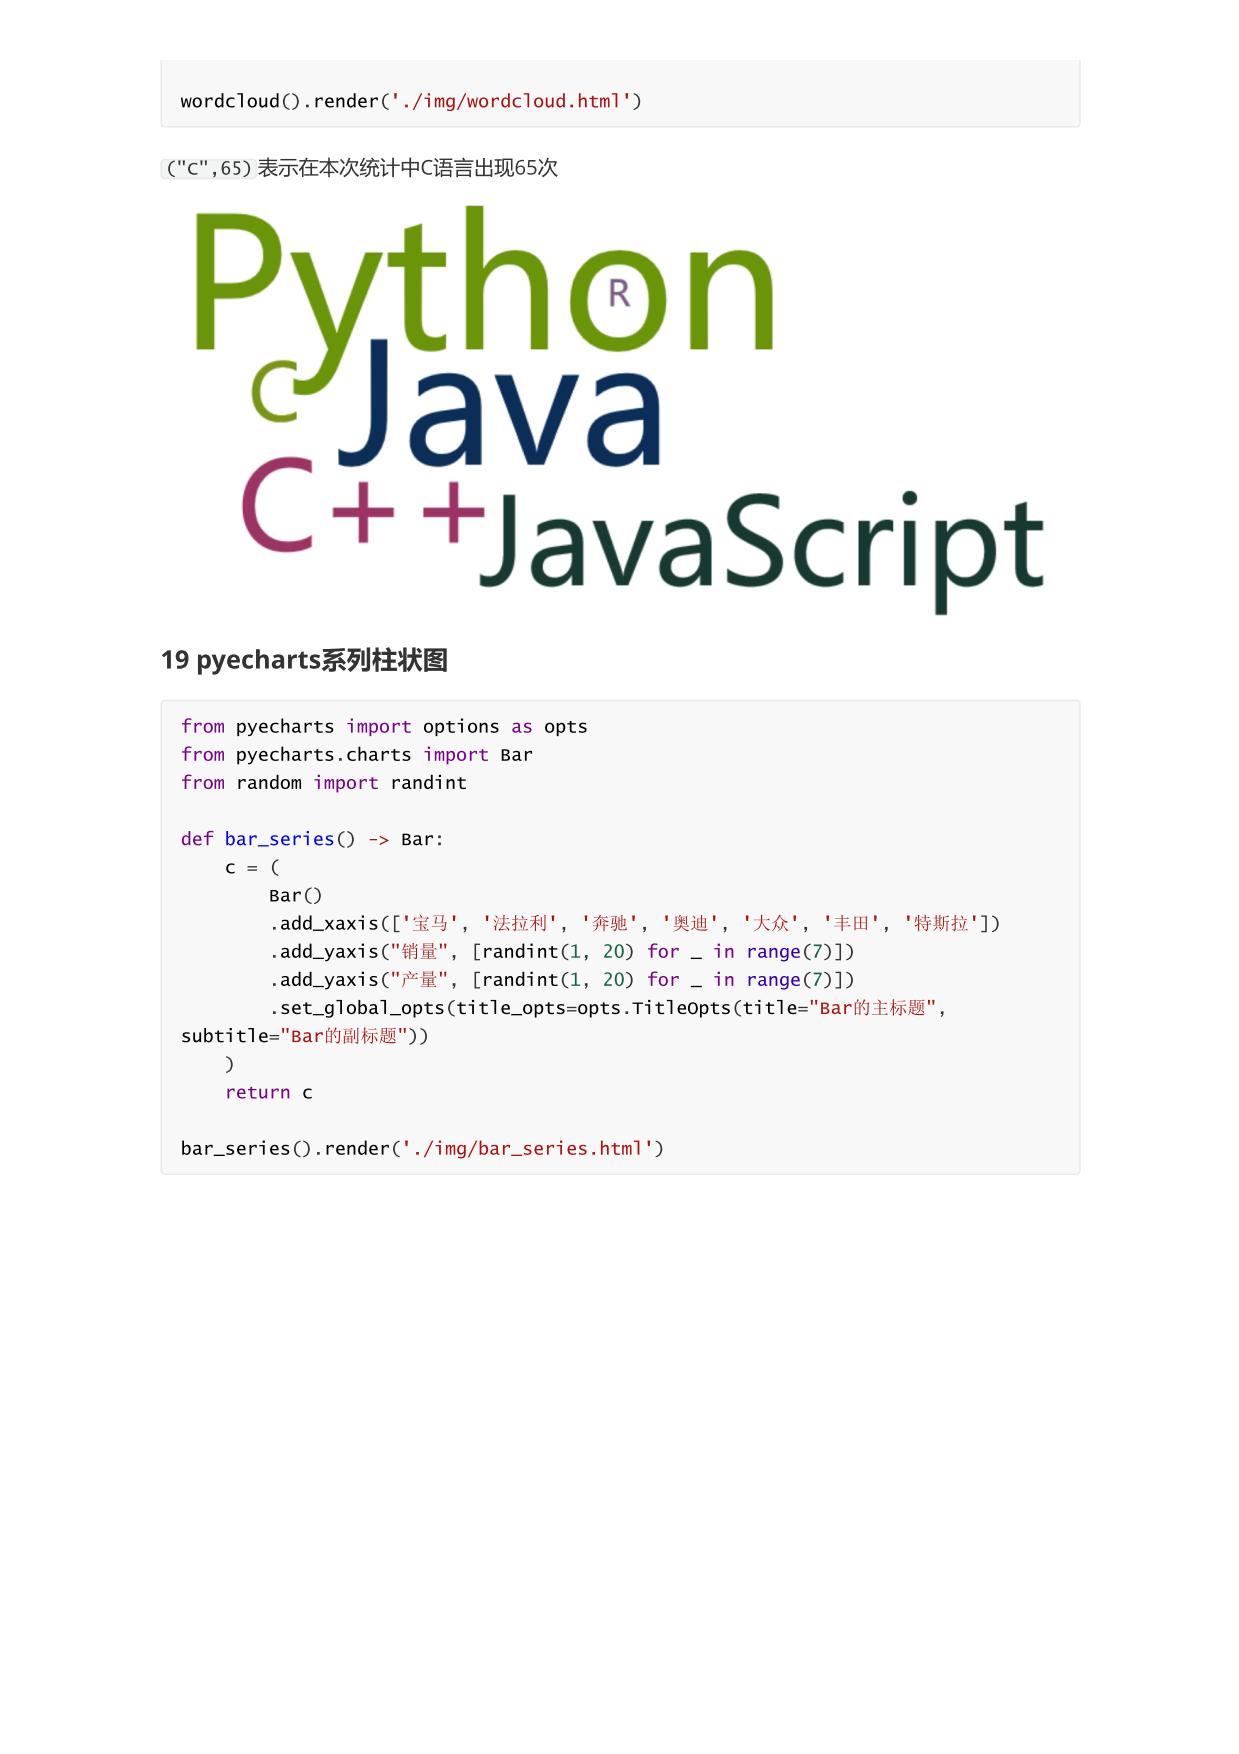 wordcloud().render('./img/wordcloud.html')
("C",65)表示在本次统计中C语言出现65次
Python
R
C
Java
C++
JavaScript
19 pyecharts系列柱状图
from pyecharts import options as opts
from pyecharts.charts import Bar
from random import randint
def bar_series() -> Bar:
    c = (
        Bar()
        .add_xaxis(['宝马', '法拉利', '奔驰', '奥迪', '大众', '丰田', '特斯拉'])
        .add_yaxis("销量", [randint(1, 20) for _ in range(7)])
        .add_yaxis("产量", [randint(1, 20) for _ in range(7)])
        .set_global_opts(title_opts=opts.TitleOpts(title="Bar的主标题",
subtitle="Bar的副标题"))
    )
    return c
bar_series().render('./img/bar_series.html')